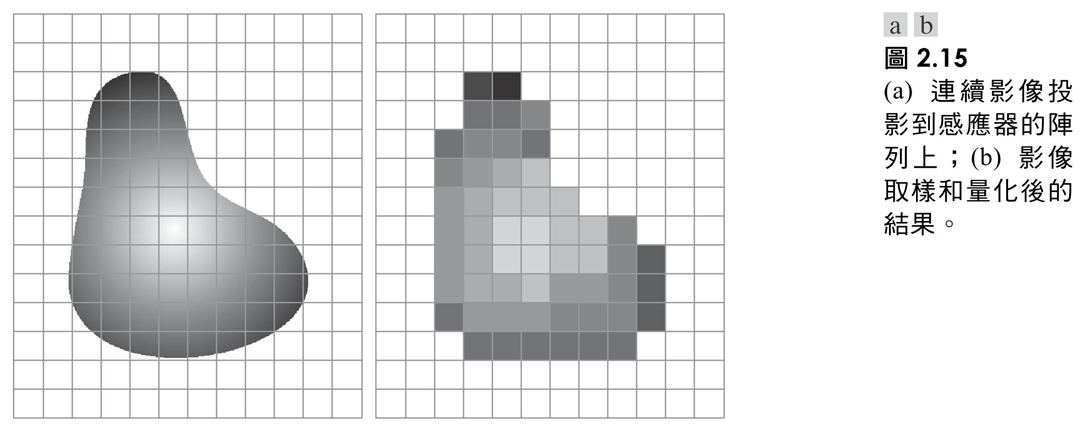 a b
圖 2.15
(a) 連續影像投
影到感應器的陣
列上；(b) 影像
取樣和量化後的
結果。